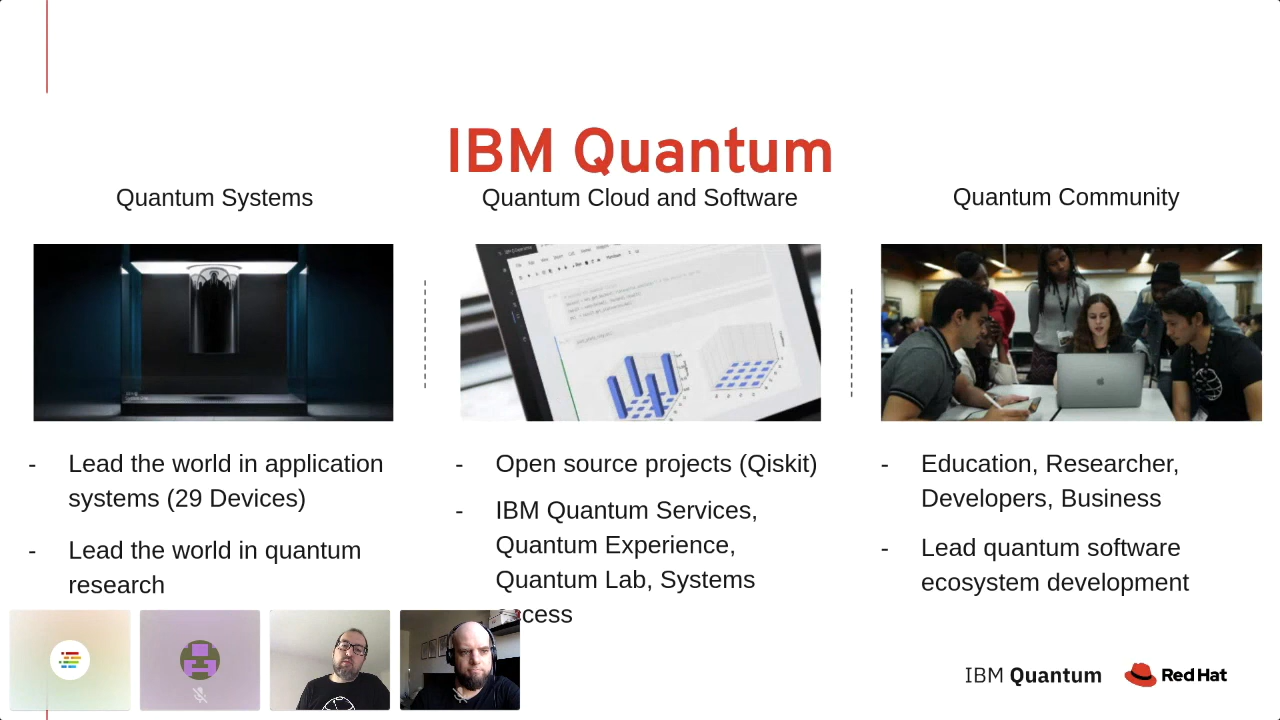 IBM Quantum
Quantum Systems
Quantum Cloud and Software
Quantum Community
- Lead the world in application
systems (29 Devices)
- Lead the world in quantum
research
- Open source projects (Qiskit)
- IBM Quantum Services,
Quantum Experience,
Quantum Lab, Systems
- Education, Researcher,
Developers, Business
- Lead quantum software
ecosystem development
IBM Quantum
Red Hat